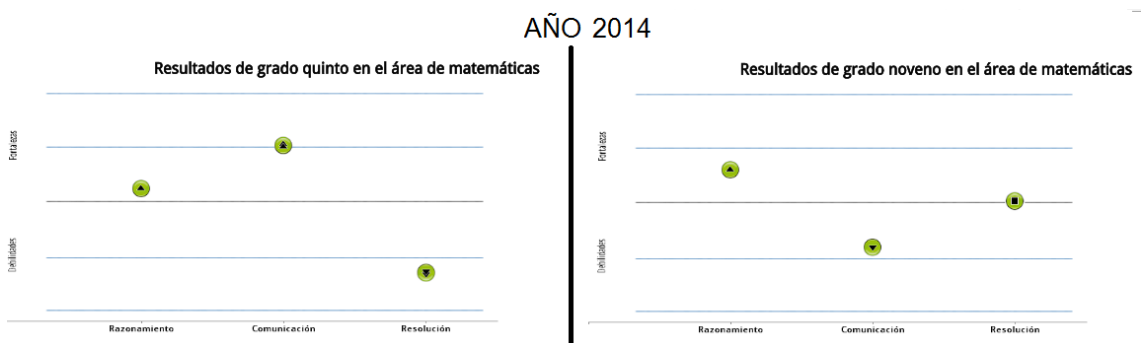 AÑO 2014
Resultados de grado quinto en el área de matemáticas
Fortalezas
Debilidades
Razonamiento
Comunicación
Resolución
Resultados de grado noveno en el área de matemáticas
Fortalezas
Debilidades
Razonamiento
Comunicación
Resolución